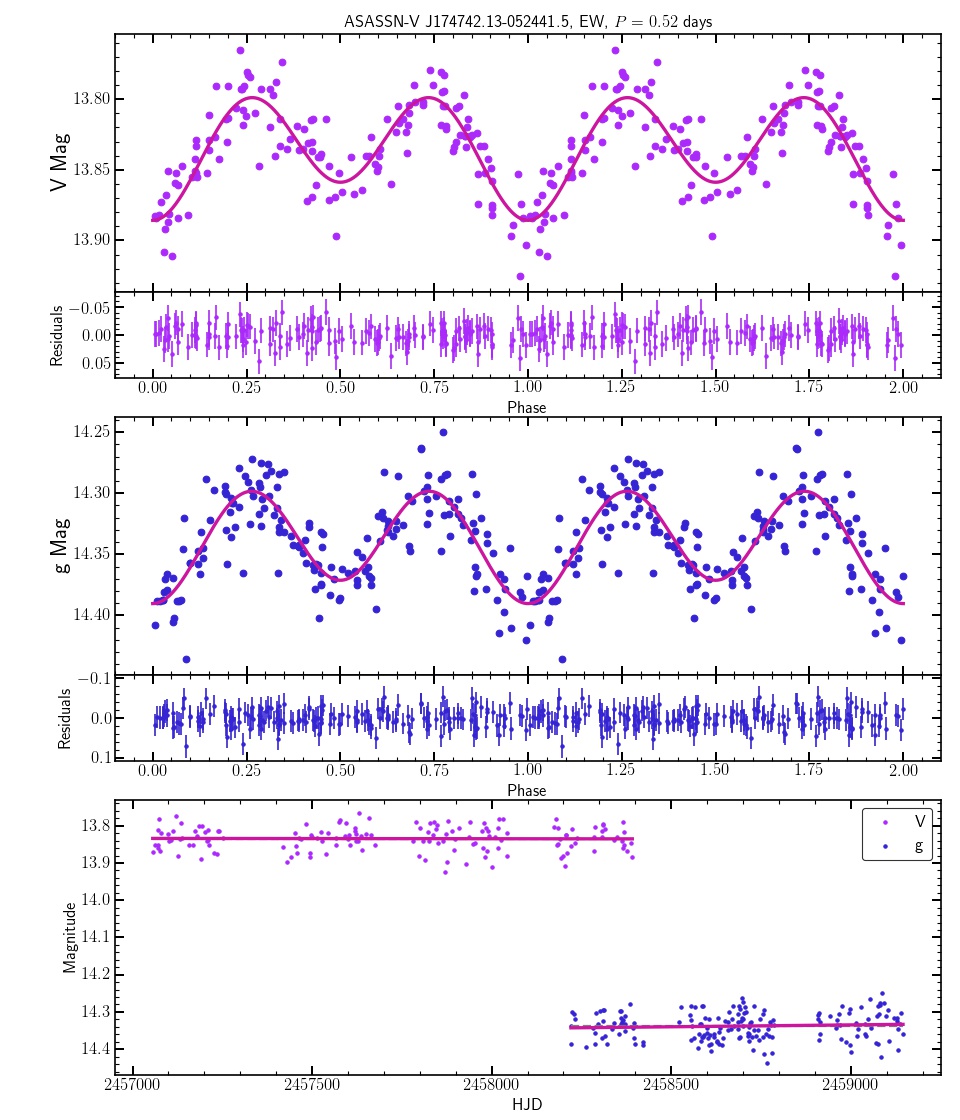 ASASSN-V J174742.13-052441.5, EW, P = 0.52 days
13.80
13.85
13.90
V Mag
−0.05
0.00
0.05
Residuals
0.00 0.25 0.50 0.75 1.00 1.25 1.50 1.75 2.00
Phase
14.25
14.30
14.35
14.40
g Mag
−0.1
0.0
0.1
Residuals
0.00 0.25 0.50 0.75 1.00 1.25 1.50 1.75 2.00
Phase
V
g
13.8
13.9
14.0
14.1
14.2
14.3
14.4
Magnitude
2457000 2457500 2458000 2458500 2459000
HJD